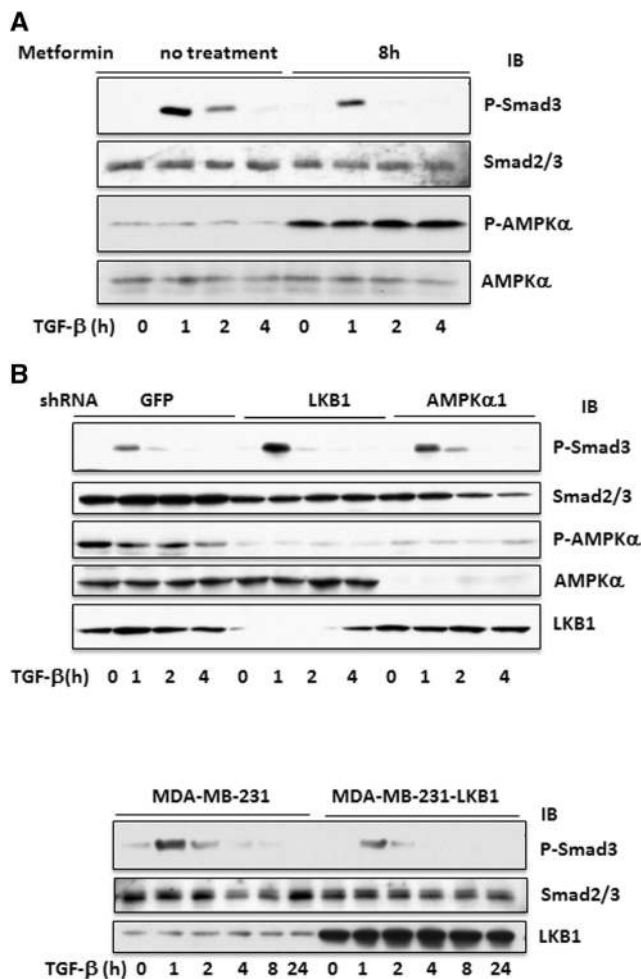 A
Metformin no treatment 8h IB
P-Smad3
Smad2/3
P-AMPKα
AMPKα
TGF-β (h) 0 1 2 4 0 1 2 4
B
shRNA GFP LKB1 AMPKα1 IB
P-Smad3
Smad2/3
P-AMPKα
AMPKα
LKB1
TGF-β(h) 0 1 2 4 0 1 2 4 0 1 2 4
MDA-MB-231 MDA-MB-231-LKB1
IB
P-Smad3
Smad2/3
LKB1
TGF-β (h) 0 1 2 4 8 24 0 1 2 4 8 24